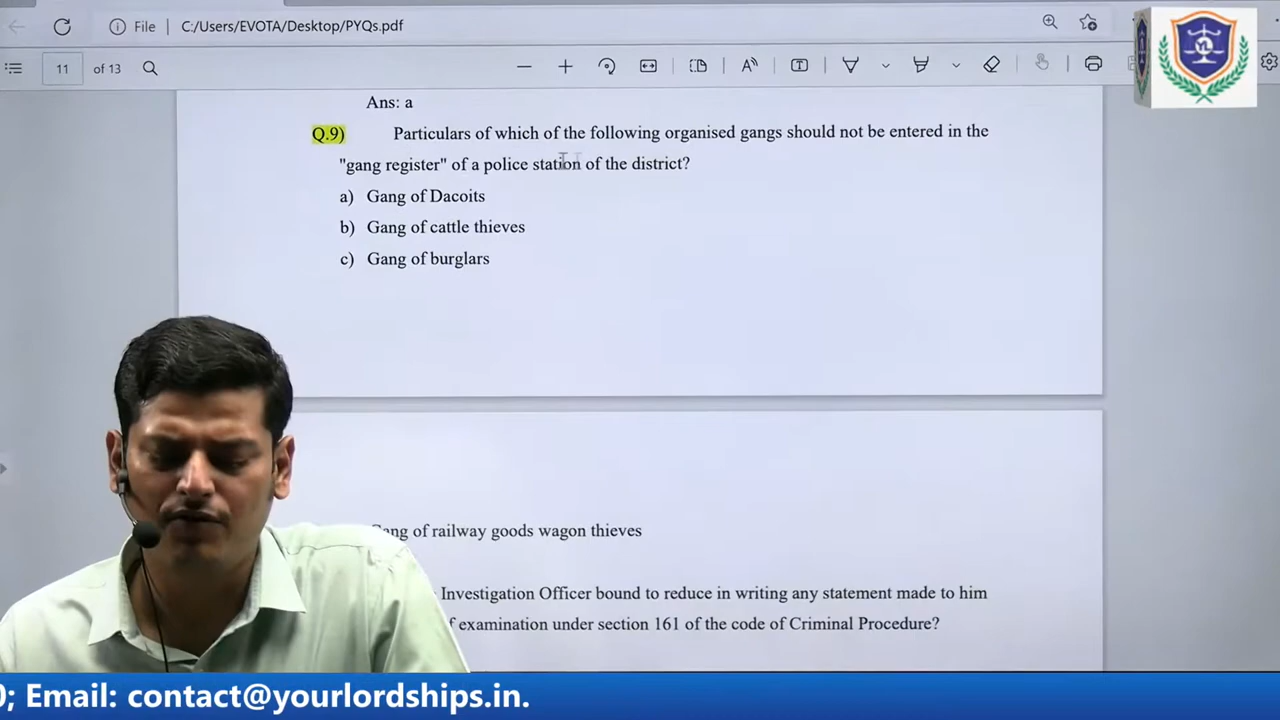 File
C:/Users/EVOTA/Desktop/PYQs.pdf
11 of 13
Ans: a
Q.9) Particulars of which of the following organised gangs should not be entered in the
"gang register" of a police station of the district?
a) Gang of Dacoits
b) Gang of cattle thieves
c) Gang of burglars
Gang of railway goods wagon thieves
Investigation Officer bound to reduce in writing any statement made to him
examination under section 161 of the code of Criminal Procedure?
; Email: contact@yourlordships.in.